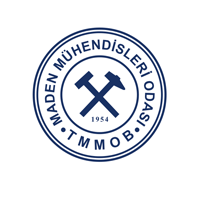 MADEN MÜHENDİSLERİ ODASI
1954
• TMMOB •